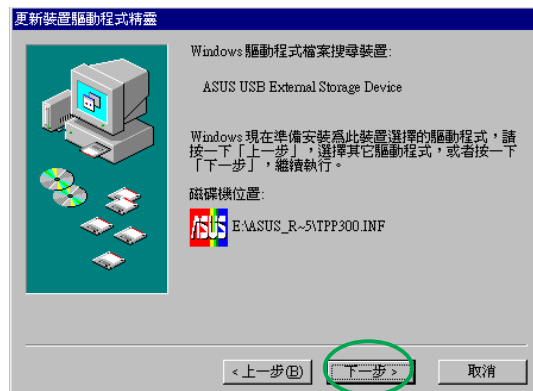 更新裝置驅動程式精靈
Windows 驅動程式檔案搜尋裝置:
ASUS USB External Storage Device
Windows 現在準備安裝為此裝置選擇的驅動程式，請
按一下「上一步」，選擇其它驅動程式，或者按一下
「下一步」，繼續執行。
磁碟機位置:
ASUS E:\ASUS_R~5\TPP300.INF
<上一步(B) 下一步> 取消